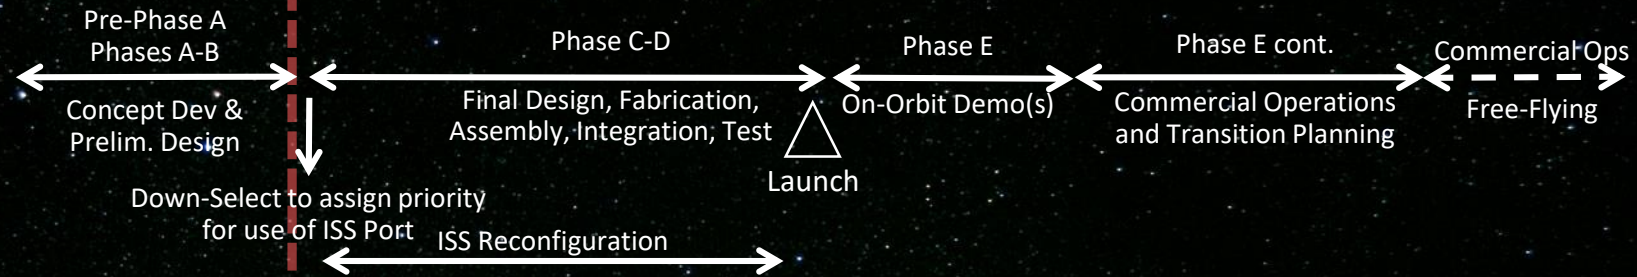 Pre-Phase A
Phases A-B
Concept Dev &
Prelim. Design
Down-Select to assign priority
for use of ISS Port
Phase C-D
Final Design, Fabrication,
Assembly, Integration, Test
Launch
ISS Reconfiguration
Phase E
On-Orbit Demo(s)
Phase E cont.
Commercial Operations
and Transition Planning
Commercial Ops
Free-Flying